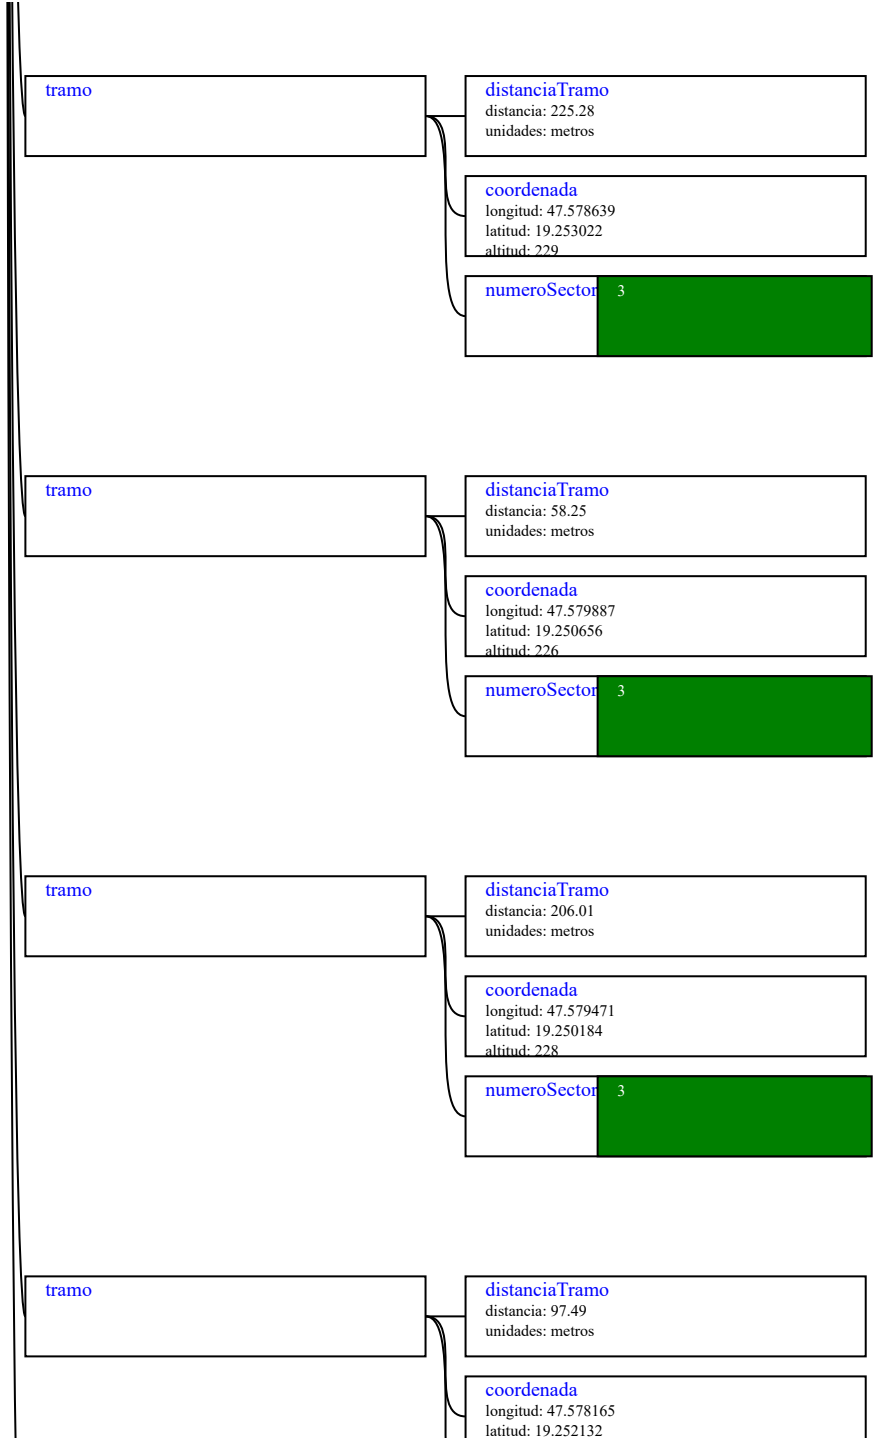 tramo
distanciaTramo
distancia: 225.28
unidades: metros
coordenada
longitud: 47.578639
latitud: 19.253022
altitud: 229
numeroSector 3
tramo
distanciaTramo
distancia: 58.25
unidades: metros
coordenada
longitud: 47.579887
latitud: 19.250656
altitud: 226
numeroSector 3
tramo
distanciaTramo
distancia: 206.01
unidades: metros
coordenada
longitud: 47.579471
latitud: 19.250184
altitud: 228
numeroSector 3
tramo
distanciaTramo
distancia: 97.49
unidades: metros
coordenada
longitud: 47.578165
latitud: 19.252132